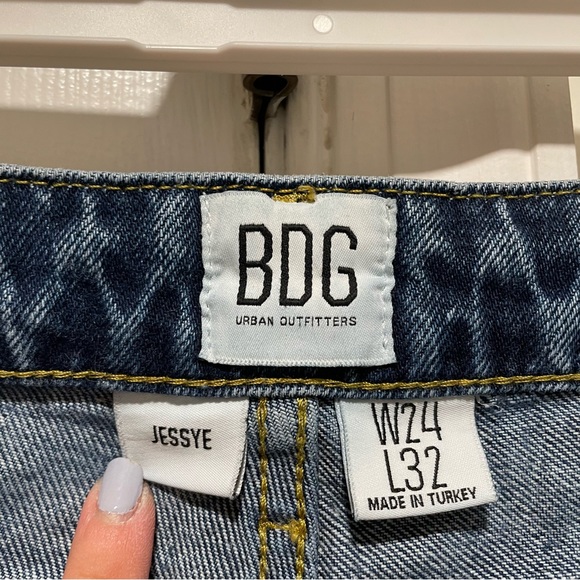 BDG
URBAN OUTFITTERS
JESSYE
W24
L32
MADE IN TURKEY